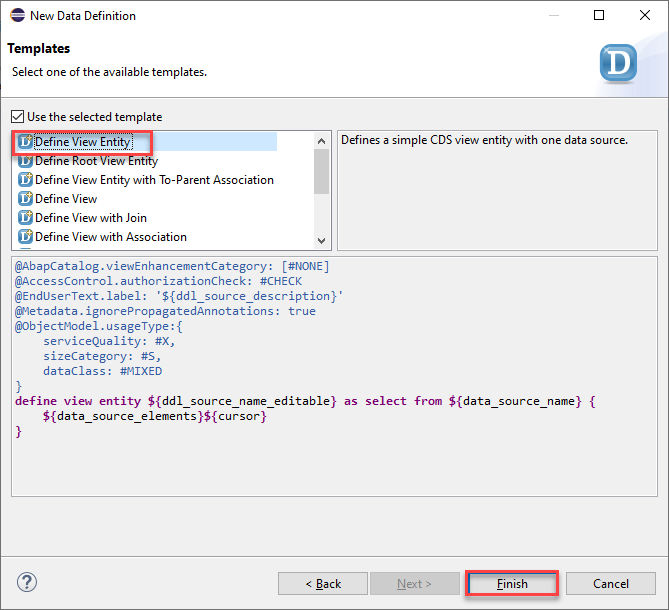 New Data Definition
Templates
Select one of the available templates.
D
Use the selected template
Define View Entity
Define Root View Entity
Define View Entity with To-Parent Association
Define View
Define View with Join
Define View with Association
Defines a simple CDS view entity with one data source.
@AbapCatalog.viewEnhancementCategory: [#NONE]
@AccessControl.authorizationCheck: #CHECK
@EndUserText.label: '${ddl_source_description}'
@Metadata.ignorePropagatedAnnotations: true
@ObjectModel.usageType:{
    serviceQuality: #X,
    sizeCategory: #S,
    dataClass: #MIXED
}
define view entity ${ddl_source_name_editable} as select from ${data_source_name} {
    ${data_source_elements}${cursor}
}
?
< Back
Next >
Finish
Cancel